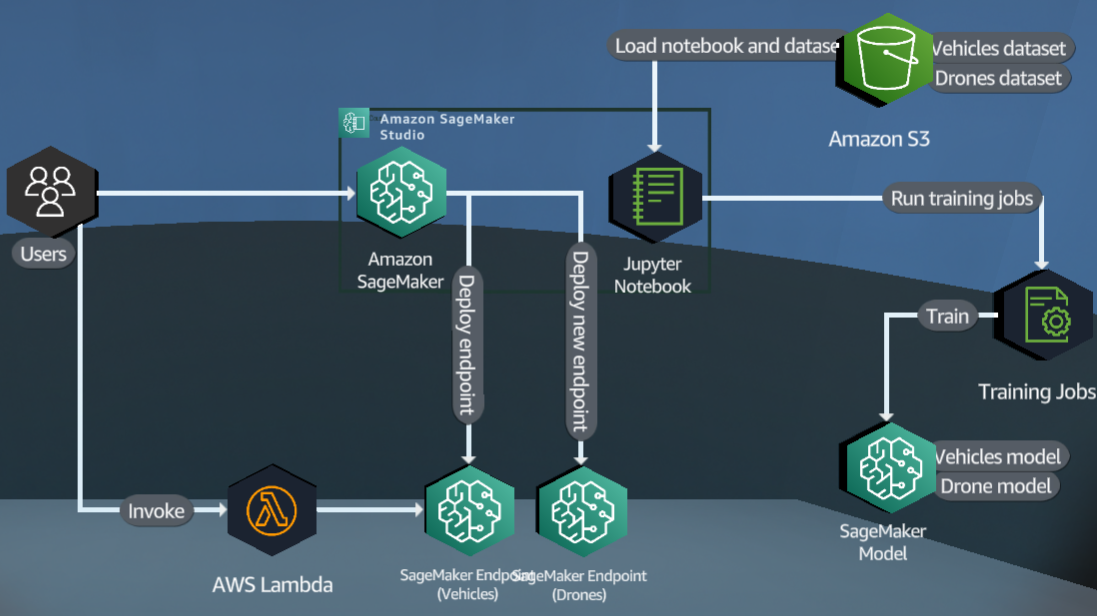 Load notebook and datase
Vehicles dataset
Drones dataset
Amazon S3
Amazon SageMaker
Studio
Users
Amazon
SageMaker
Jupyter
Notebook
Run training jobs
Deploy endpoint
Deploy new endpoint
Train
Training Jobs
Vehicles model
Drone model
SageMaker
Model
Invoke
AWS Lambda
SageMaker Endpoint
(Vehicles)
SageMaker Endpoint
(Drones)